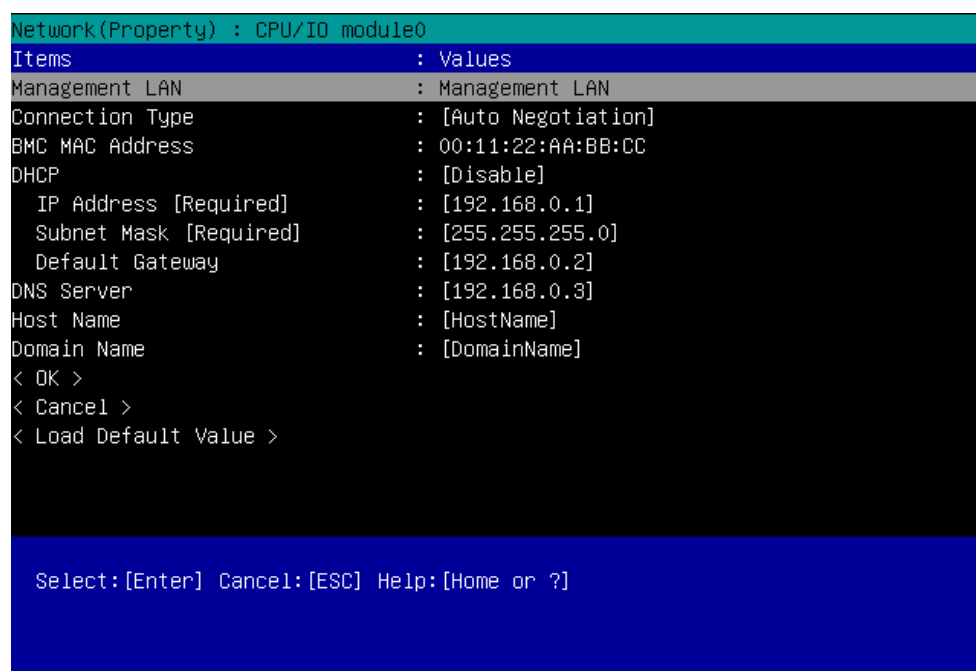 Network(Property) : CPU/IO module0
Items : Values
Management LAN : Management LAN
Connection Type : [Auto Negotiation]
BMC MAC Address : 00:11:22:AA:BB:CC
DHCP : [Disable]
IP Address [Required] : [192.168.0.1]
Subnet Mask [Required] : [255.255.255.0]
Default Gateway : [192.168.0.2]
DNS Server : [192.168.0.3]
Host Name : [HostName]
Domain Name : [DomainName]
< OK >
< Cancel >
< Load Default Value >
Select:[Enter] Cancel:[ESC] Help:[Home or ?]